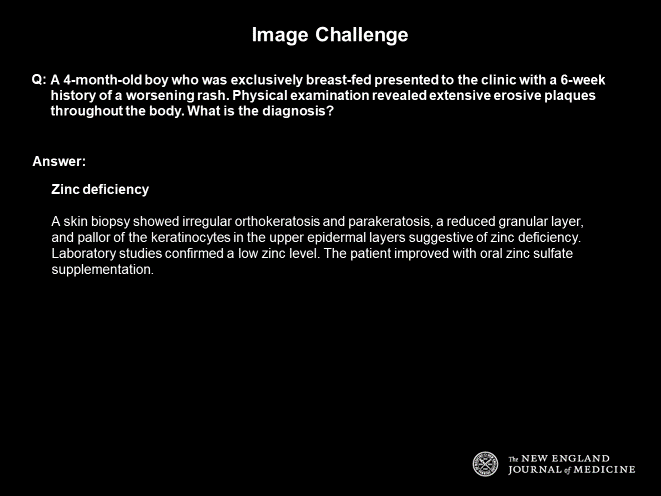 Image Challenge
Q: A 4-month-old boy who was exclusively breast-fed presented to the clinic with a 6-week
history of a worsening rash. Physical examination revealed extensive erosive plaques
throughout the body. What is the diagnosis?
Answer:
Zinc deficiency
A skin biopsy showed irregular orthokeratosis and parakeratosis, a reduced granular layer,
and pallor of the keratinocytes in the upper epidermal layers suggestive of zinc deficiency.
Laboratory studies confirmed a low zinc level. The patient improved with oral zinc sulfate
supplementation.
The NEW ENGLAND
JOURNAL of MEDICINE